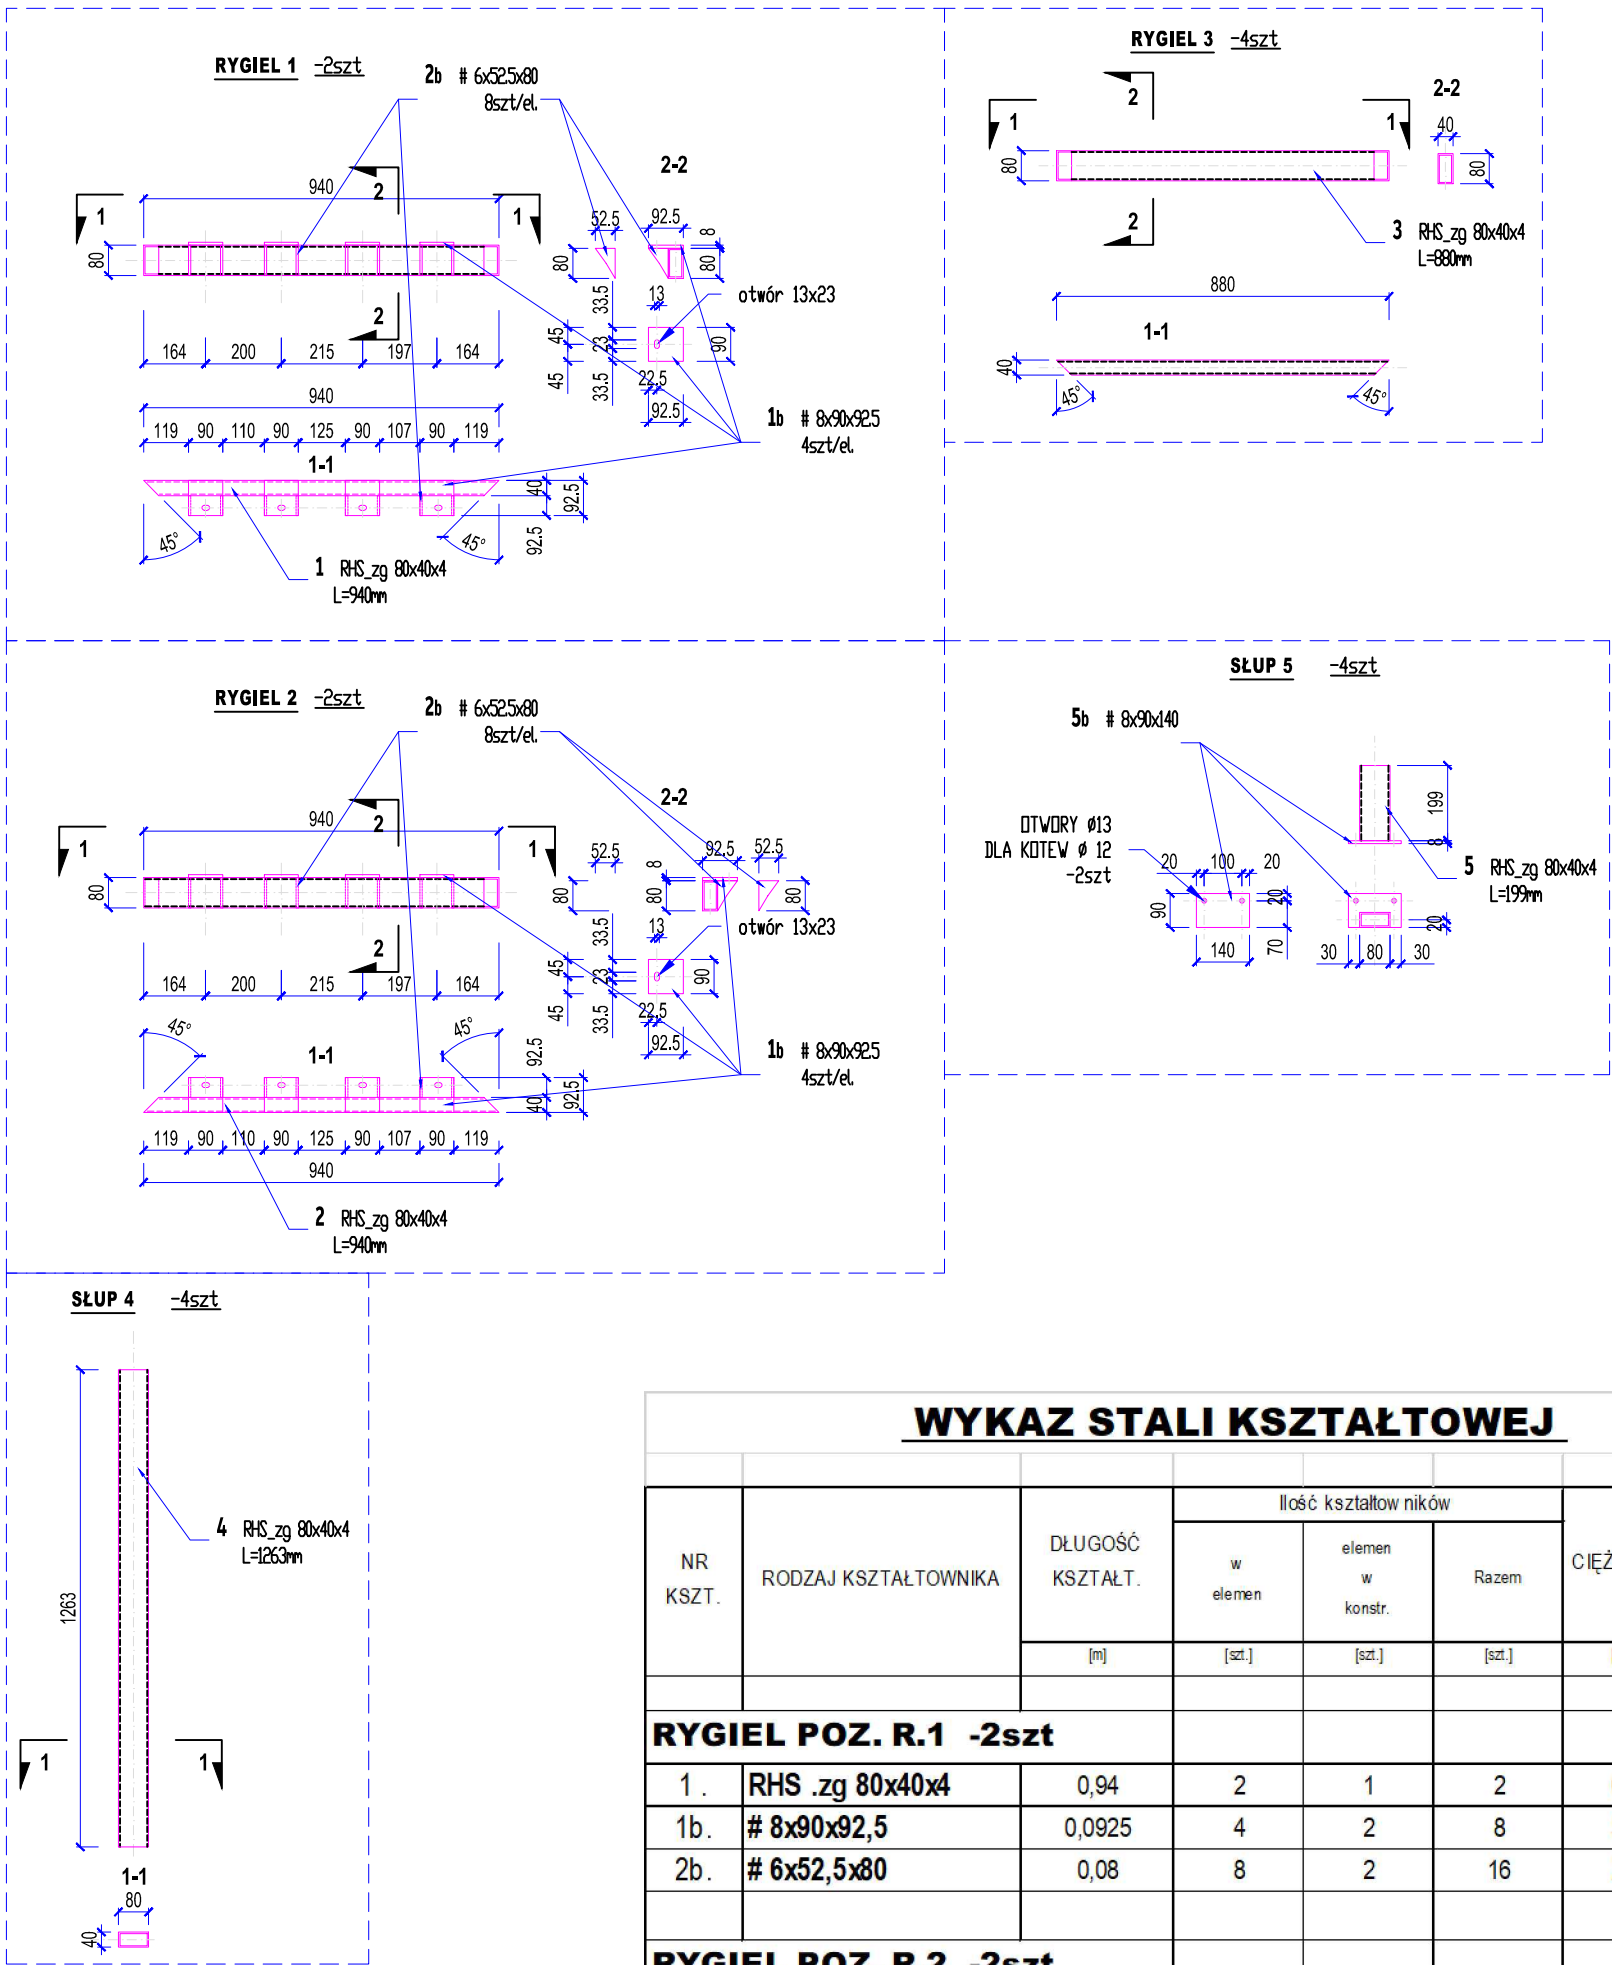 RYGIEL 1 -2szt
2b # 6x52.5x80
8szt/el.
2-2
940
2
1
1
80
52.5
92.5
8
80
80
33.5
13
otwór 13x23
2
45
23
90
164
200
215
197
164
45
33.5
22.5
92.5
940
119
90
110
90
125
90
107
90
119
1b # 8x90x92.5
4szt/el.
1-1
40
92.5
92.5
45°
45°
1 RHS_zg 80x40x4
L=940mm
RYGIEL 3 -4szt
2
2-2
1
1
40
80
80
2
3 RHS_zg 80x40x4
L=880mm
880
1-1
40
45°
45°
RYGIEL 2 -2szt
2b # 6x52.5x80
8szt/el.
2-2
940
2
1
1
80
52.5
8
92.5
52.5
80
80
80
33.5
13
otwór 13x23
2
45
23
90
164
200
215
197
164
45
33.5
22.5
92.5
45°
45°
1-1
92.5
1b # 8x90x92.5
4szt/el.
40
92.5
119
90
110
90
125
90
107
90
119
940
2 RHS_zg 80x40x4
L=940mm
SŁUP 5 -4szt
5b # 8x90x140
OTWORY ø13
DLA KOTEW ø 12
-2szt
199
8
5 RHS_zg 80x40x4
L=199mm
20
100
20
90
20
70
140
20
30
80
30
SŁUP 4 -4szt
4 RHS_zg 80x40x4
L=1263mm
1263
1
1
1-1
80
40
WYKAZ STALI KSZTAŁTOWEJ
NR KSZT.
RODZAJ KSZTAŁTOWNIKA
DŁUGOŚĆ KSZTAŁT.
Ilość kształtow ników
w elemen
elemen w konstr.
Razem
CIĘŻ
[m] [szt.] [szt.] [szt.]
RYGIEL POZ. R.1 -2szt
1 . RHS .zg 80x40x4 0,94 2 1 2
1b. # 8x90x92,5 0,0925 4 2 8
2b. # 6x52,5x80 0,08 8 2 16
RYGIEL POZ. R.2 -2szt